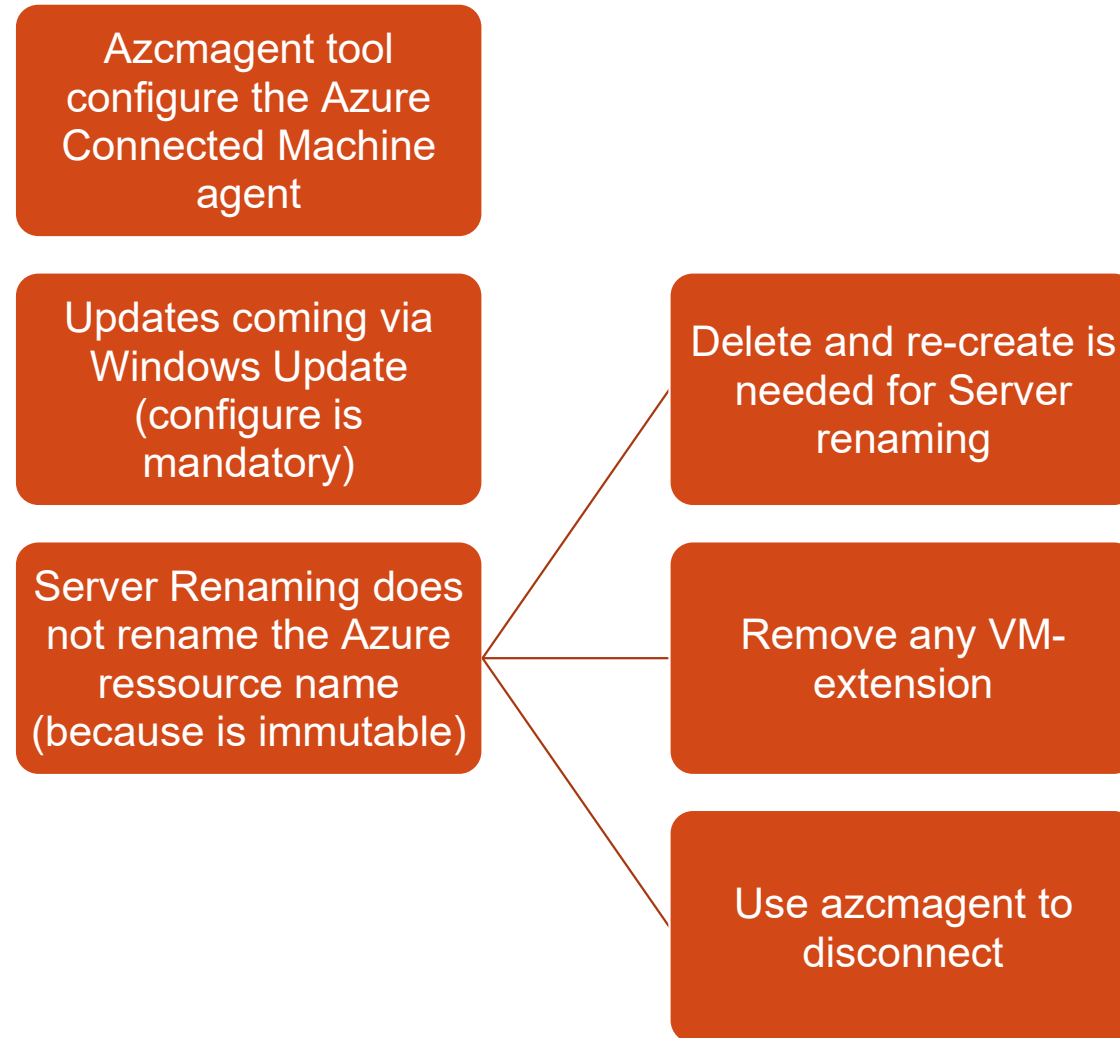 Azcmagent tool
configure the Azure
Connected Machine
agent
Updates coming via
Windows Update
(configure is
mandatory)
Server Renaming does
not rename the Azure
ressource name
(because is immutable)
Delete and re-create is
needed for Server
renaming
Remove any VM-
extension
Use azcmagent to
disconnect